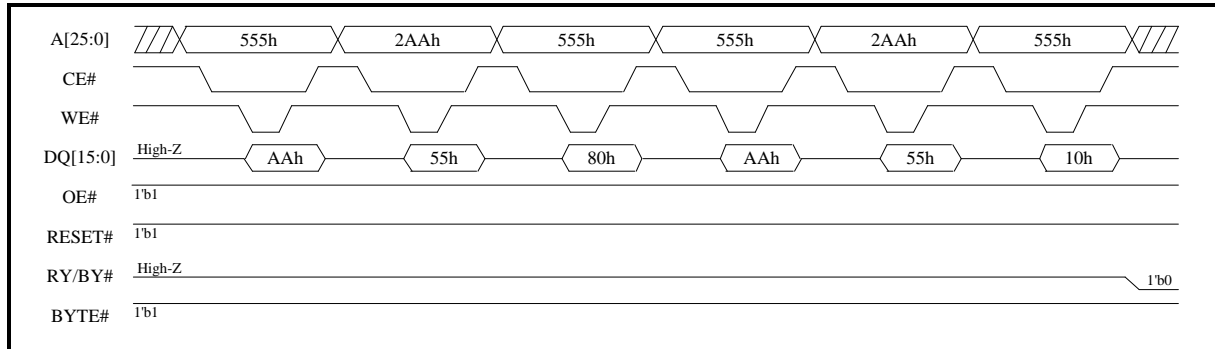 A[25:0] 555h 2AAh 555h 555h 2AAh 555h
CE#
WE#
DQ[15:0] High-Z AAh 55h 80h AAh 55h 10h
OE# 1'b1
RESET# 1'b1
RY/BY# High-Z 1'b0
BYTE# 1'b1